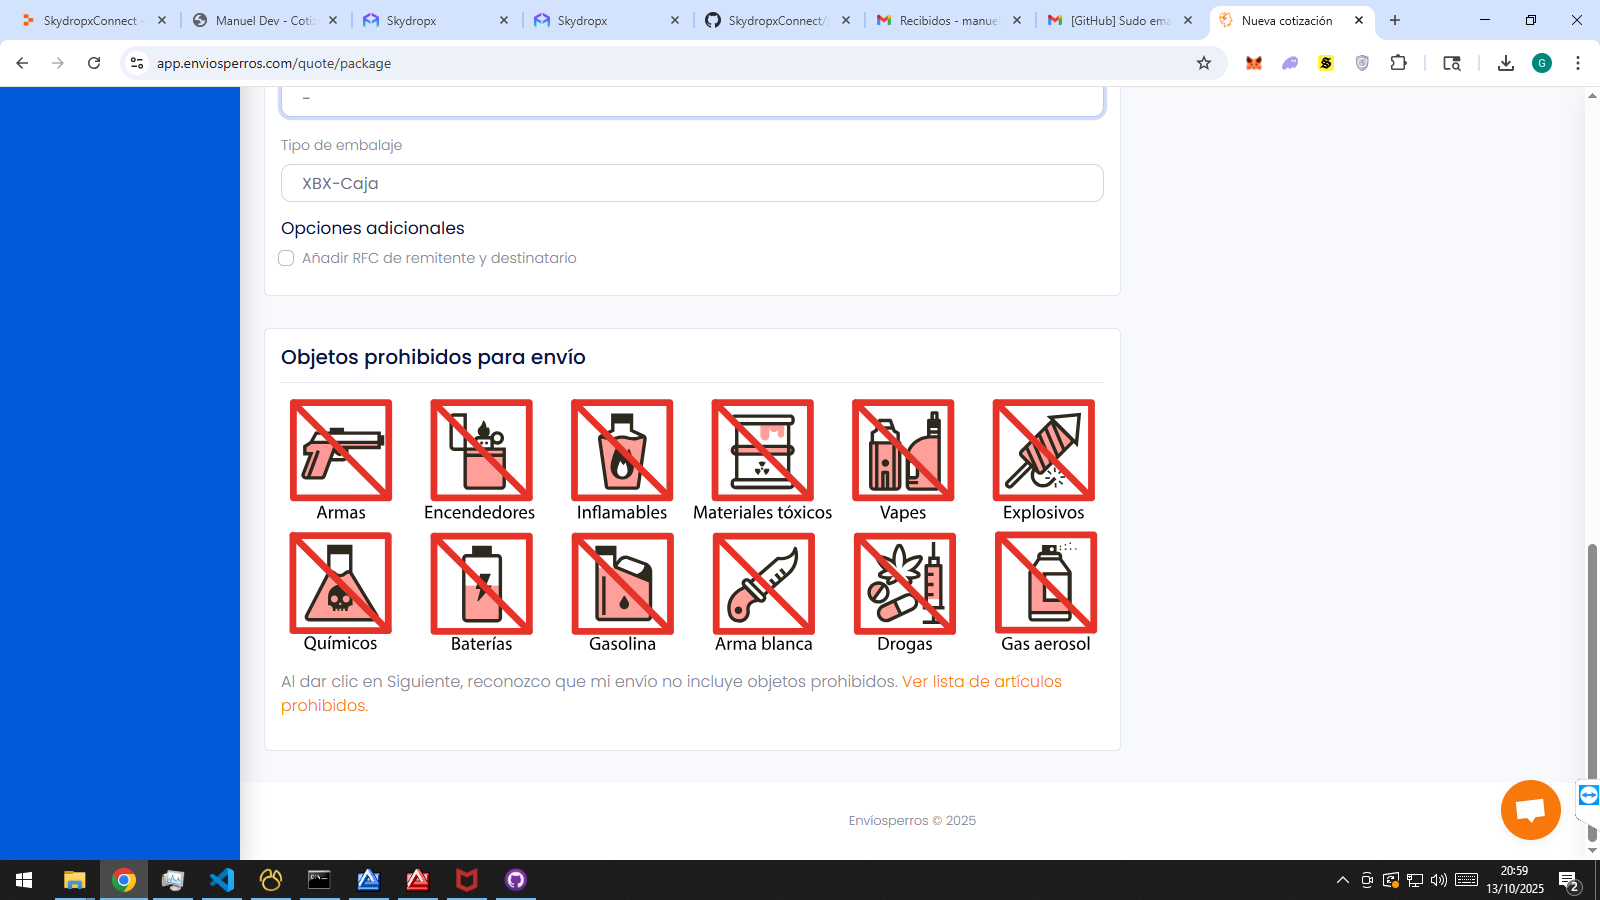 SkydropxConnect -
Manuel Dev - Coti
Skydropx
Skydropx
SkydropxConnect/
Recibidos - manue
[GitHub] Sudo ema
Nueva cotización
app.enviosperros.com/quote/package
G
-
Tipo de embalaje
XBX-Caja
Opciones adicionales
Añadir RFC de remitente y destinatario
Objetos prohibidos para envío
Armas
Encendedores
Inflamables
Materiales tóxicos
Vapes
Explosivos
Químicos
Baterías
Gasolina
Arma blanca
Drogas
Gas aerosol
Al dar clic en Siguiente, reconozco que mi envío no incluye objetos prohibidos. Ver lista de artículos
prohibidos.
Envíosperros © 2025
20:59
13/10/2025
2